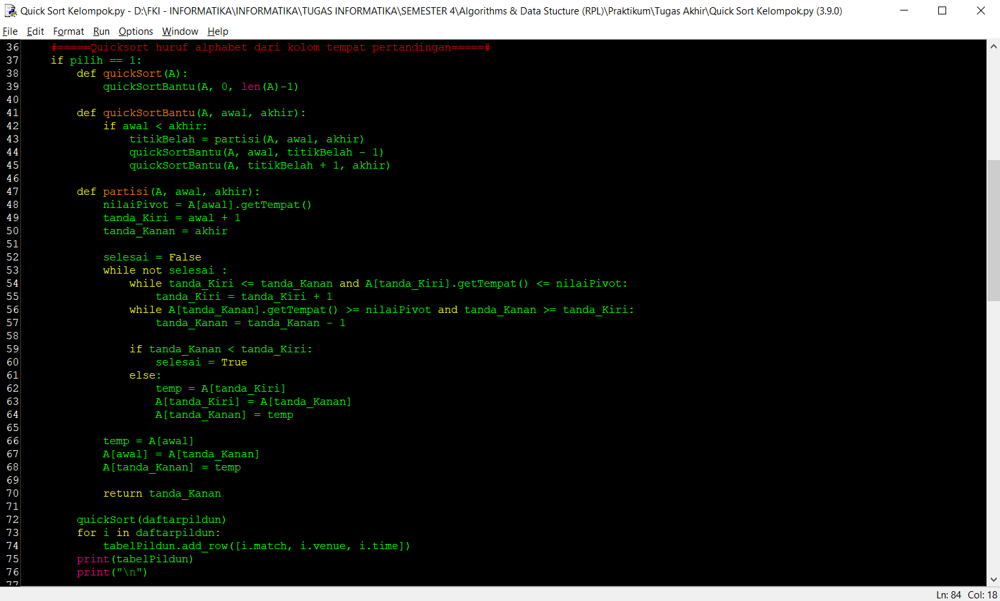 Quick Sort Kelompok.py - D:\FKI - INFORMATIKA\INFORMATIKA\TUGAS INFORMATIKA\SEMESTER 4\Algorithms & Data Stucture (RPL)\Praktikum\Tugas Akhir\Quick Sort Kelompok.py (3.9.0)
File Edit Format Run Options Window Help
36     #=====Quicksort huruf alphabet dari kolom tempat pertandingan=====#
37     if pilih == 1:
38         def quickSort(A):
39             quickSortBantu(A, 0, len(A)-1)
40
41         def quickSortBantu(A, awal, akhir):
42             if awal < akhir:
43                 titikBelah = partisi(A, awal, akhir)
44                 quickSortBantu(A, awal, titikBelah - 1)
45                 quickSortBantu(A, titikBelah + 1, akhir)
46
47         def partisi(A, awal, akhir):
48             nilaiPivot = A[awal].getTempat()
49             tanda_Kiri = awal + 1
50             tanda_Kanan = akhir
51
52             selesai = False
53             while not selesai :
54                 while tanda_Kiri <= tanda_Kanan and A[tanda_Kiri].getTempat() <= nilaiPivot:
55                     tanda_Kiri = tanda_Kiri + 1
56                 while A[tanda_Kanan].getTempat() >= nilaiPivot and tanda_Kanan >= tanda_Kiri:
57                     tanda_Kanan = tanda_Kanan - 1
58
59                 if tanda_Kanan < tanda_Kiri:
60                     selesai = True
61                 else:
62                     temp = A[tanda_Kiri]
63                     A[tanda_Kiri] = A[tanda_Kanan]
64                     A[tanda_Kanan] = temp
65
66             temp = A[awal]
67             A[awal] = A[tanda_Kanan]
68             A[tanda_Kanan] = temp
69
70             return tanda_Kanan
71
72         quickSort(daftarpildun)
73         for i in daftarpildun:
74             tabelPildun.add_row([i.match, i.venue, i.time])
75         print(tabelPildun)
76         print("\n")
77
Ln: 84 Col: 18